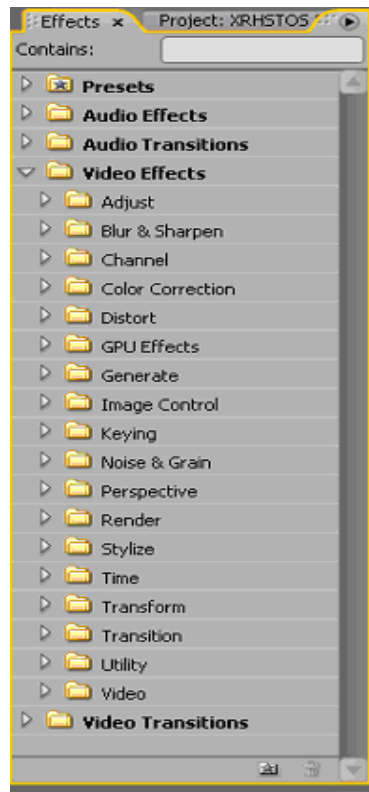 Effects x Project: XRHSTOS
Contains:
Presets
Audio Effects
Audio Transitions
Video Effects
Adjust
Blur & Sharpen
Channel
Color Correction
Distort
GPU Effects
Generate
Image Control
Keying
Noise & Grain
Perspective
Render
Stylize
Time
Transform
Transition
Utility
Video
Video Transitions